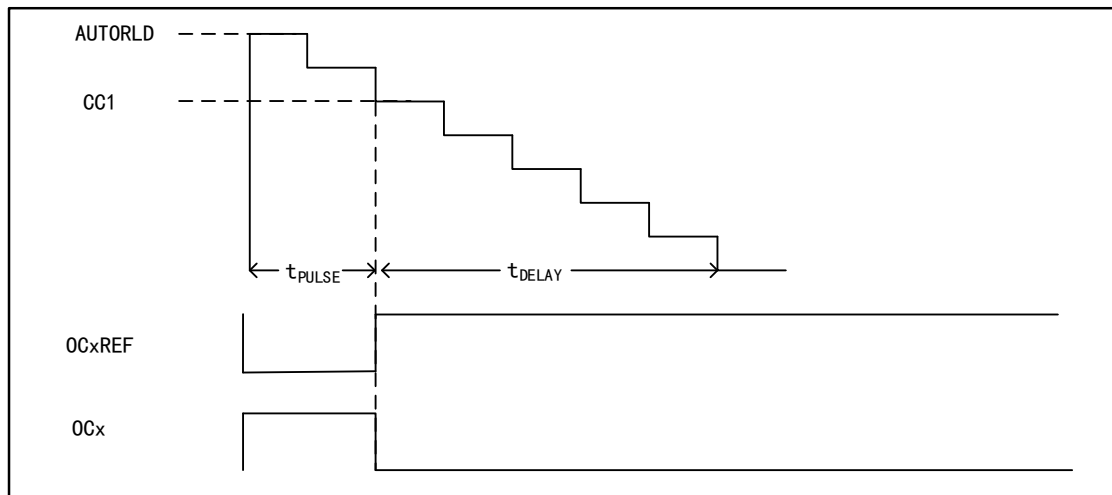 AUTORLD
CC1
tPULSE
tDELAY
OCxREF
OCx